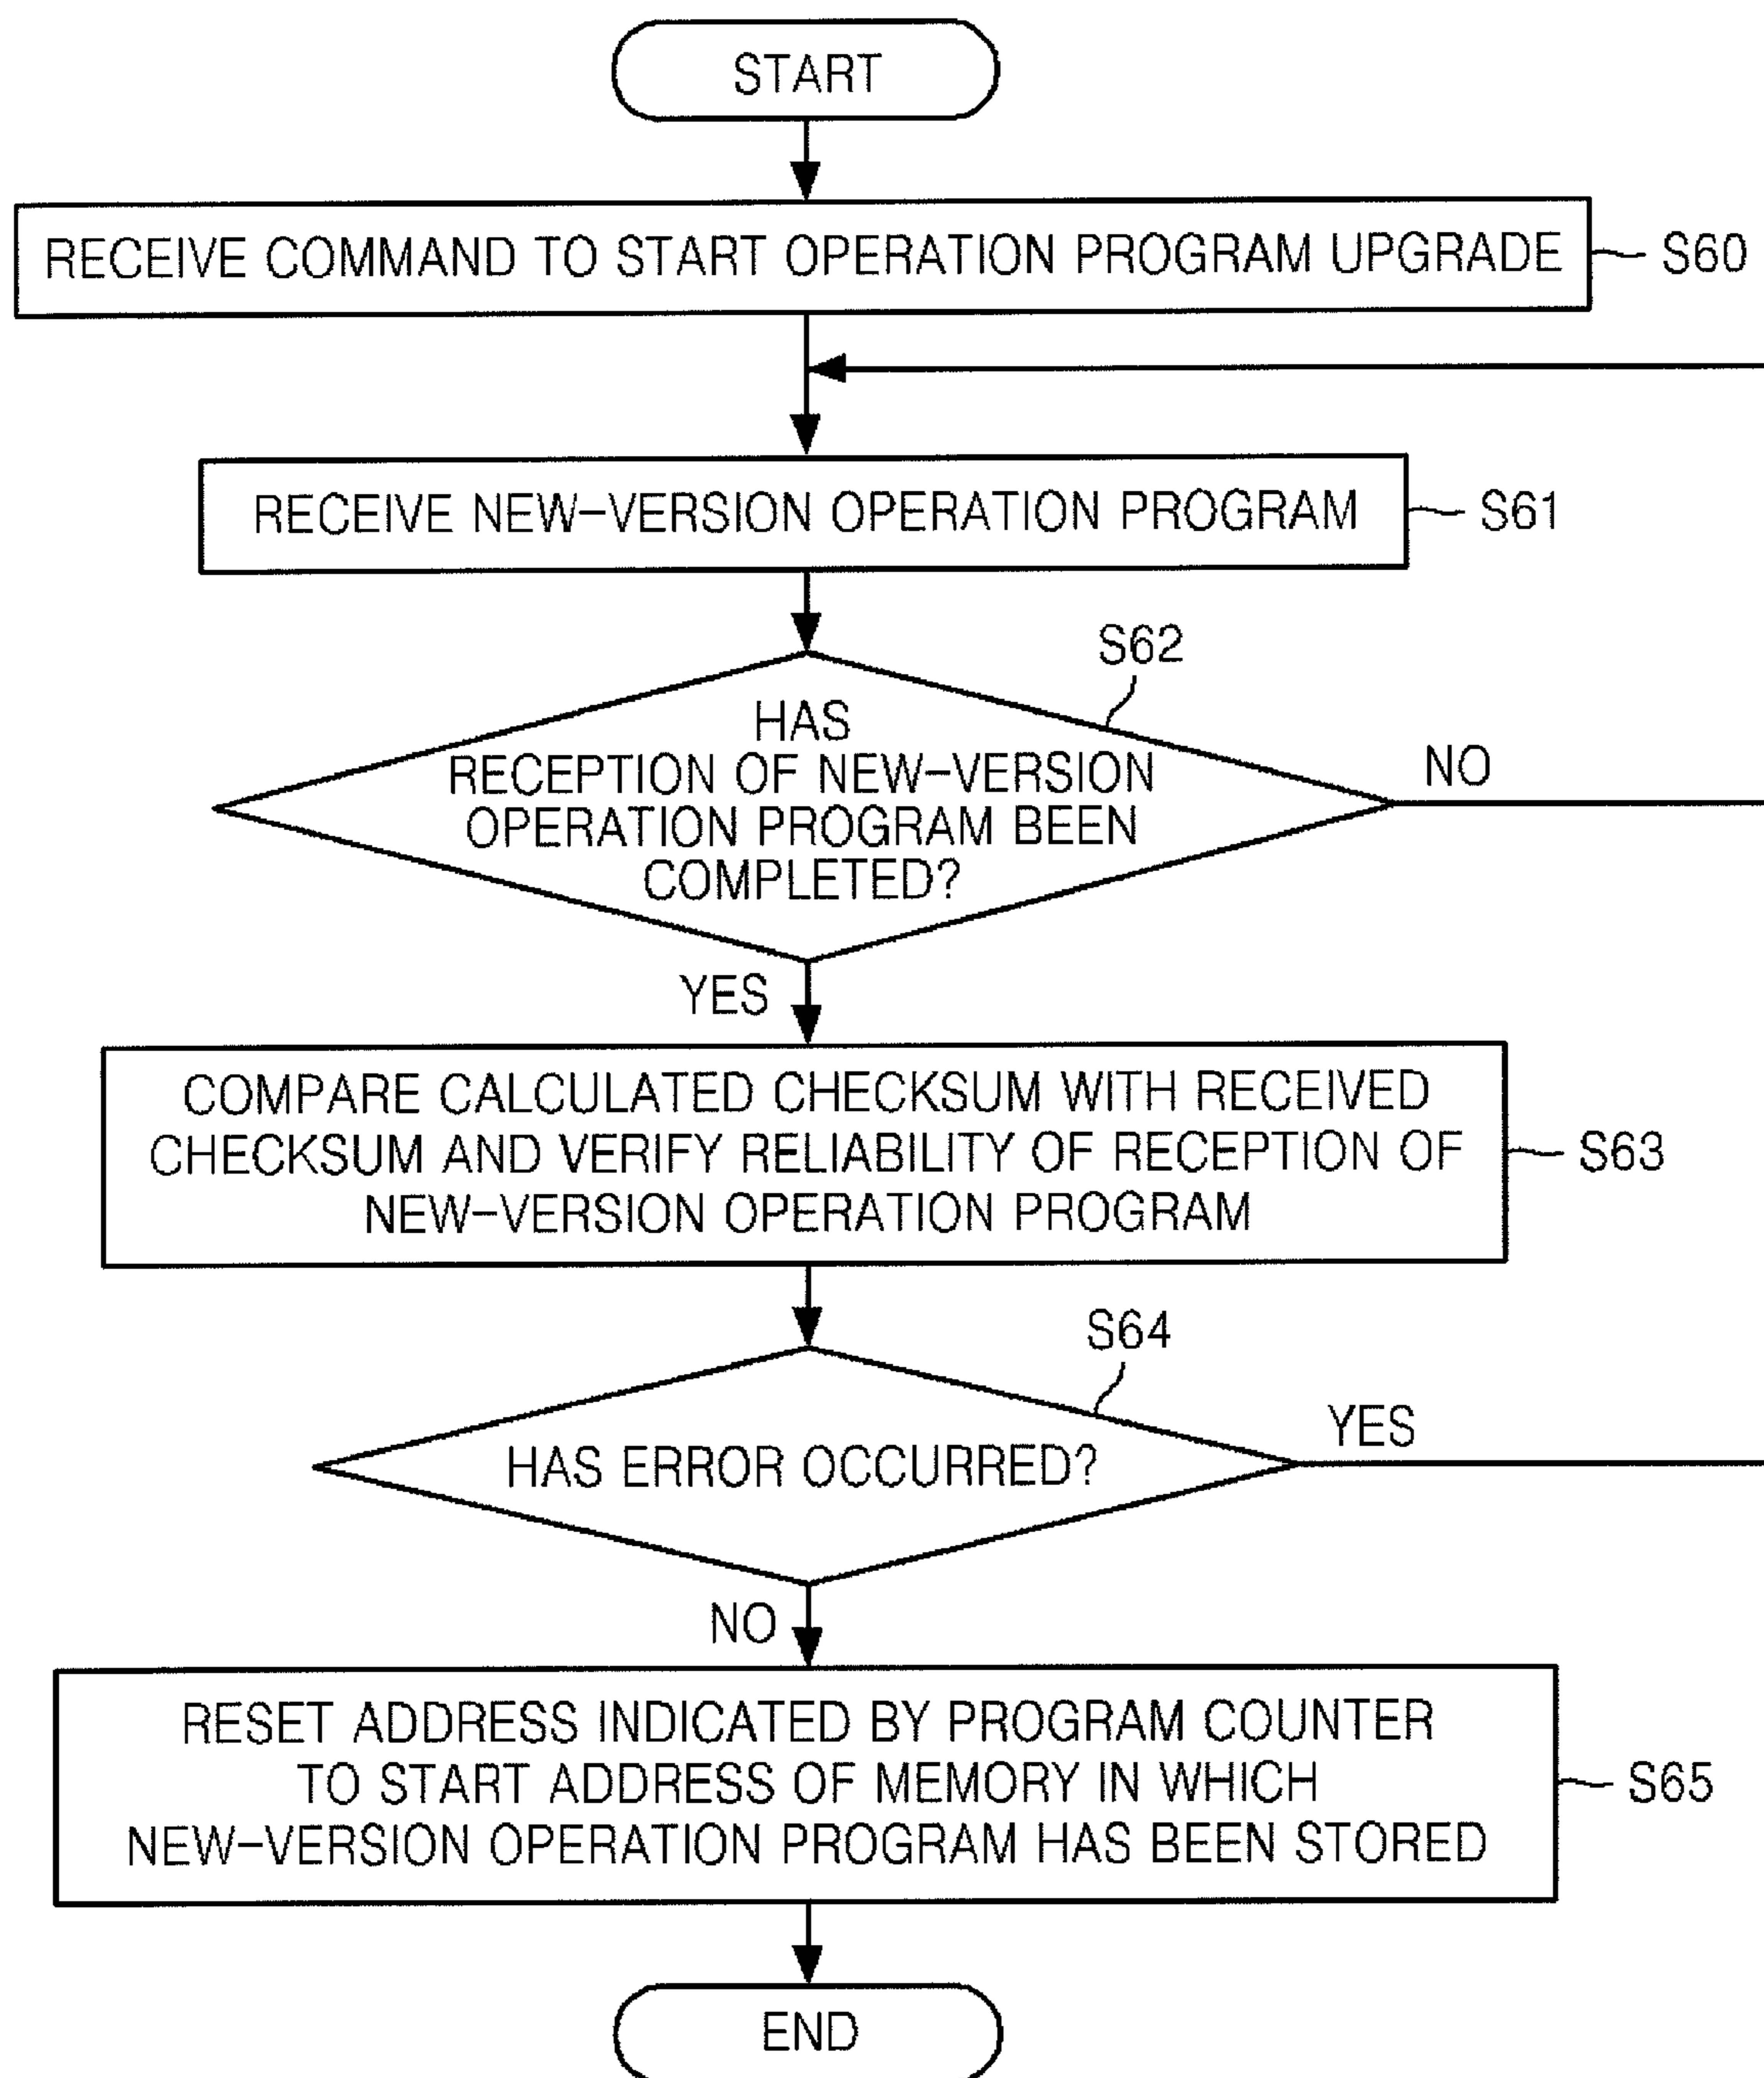 START
RECEIVE COMMAND TO START OPERATION PROGRAM UPGRADE
S60
RECEIVE NEW-VERSION OPERATION PROGRAM
S61
S62
HAS
RECEPTION OF NEW-VERSION
OPERATION PROGRAM BEEN
COMPLETED?
NO
YES
COMPARE CALCULATED CHECKSUM WITH RECEIVED
CHECKSUM AND VERIFY RELIABILITY OF RECEPTION OF
NEW-VERSION OPERATION PROGRAM
S63
S64
HAS ERROR OCCURRED?
YES
NO
RESET ADDRESS INDICATED BY PROGRAM COUNTER
TO START ADDRESS OF MEMORY IN WHICH
NEW-VERSION OPERATION PROGRAM HAS BEEN STORED
S65
END